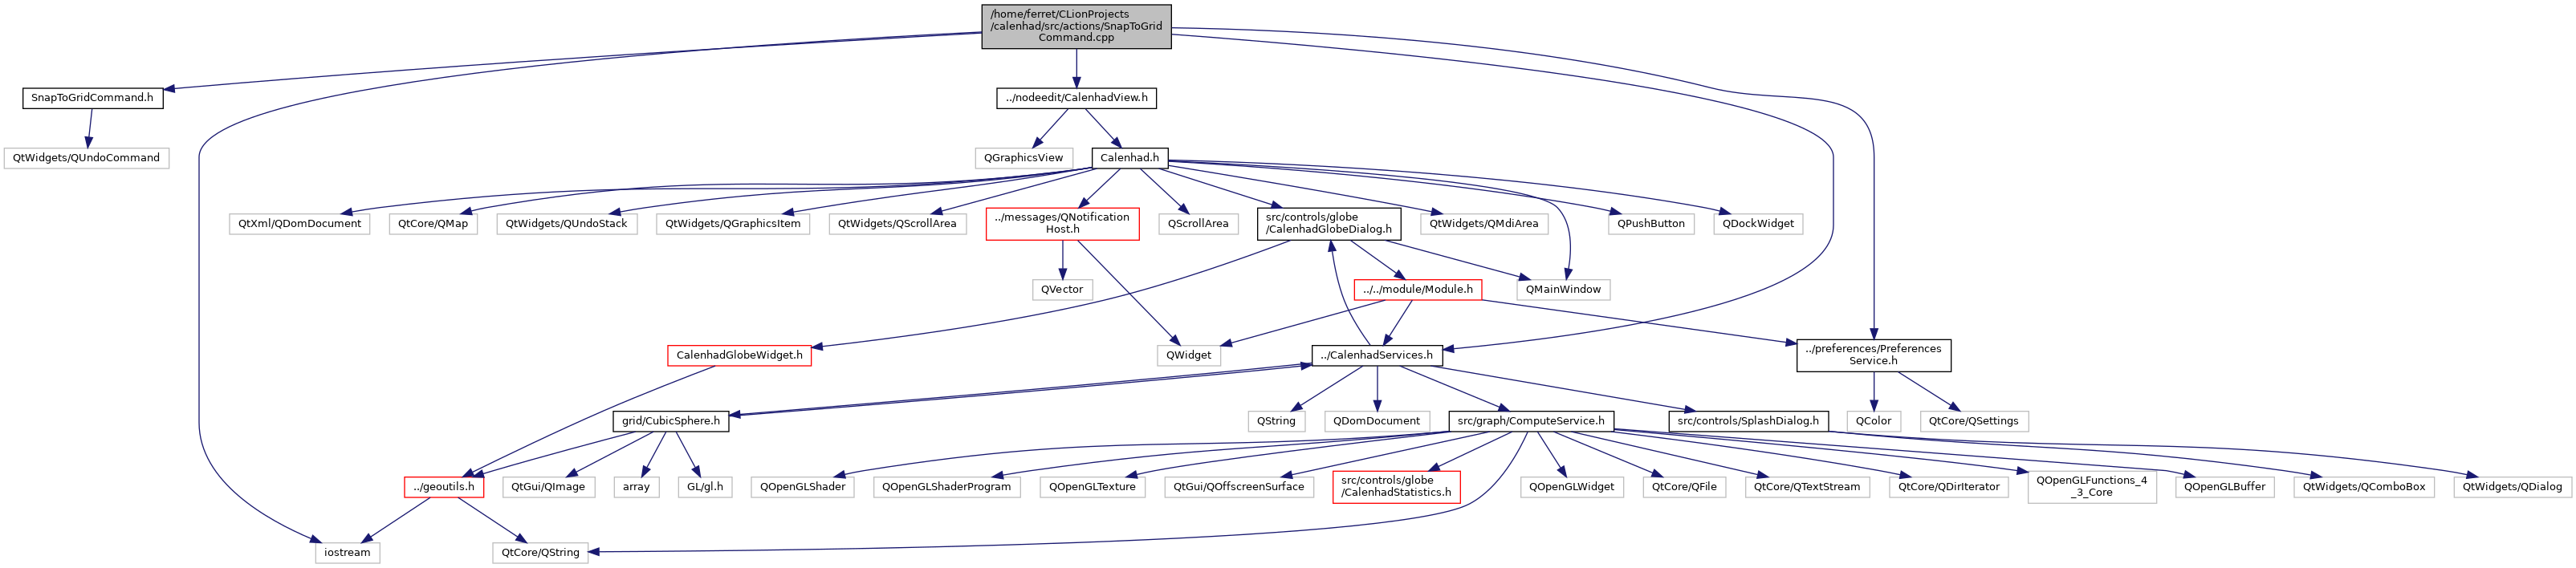 /home/ferret/CLionProjects
/calenhad/src/actions/SnapToGrid
Command.cpp
SnapToGridCommand.h
../nodeedit/CalenhadView.h
QtWidgets/QUndoCommand
QGraphicsView
Calenhad.h
QtXml/QDomDocument
QtCore/QMap
QtWidgets/QUndoStack
QtWidgets/QGraphicsItem
QtWidgets/QScrollArea
../messages/QNotification
Host.h
QScrollArea
src/controls/globe
/CalenhadGlobeDialog.h
QtWidgets/QMdiArea
QPushButton
QDockWidget
QVector
../../module/Module.h
QMainWindow
CalenhadGlobeWidget.h
QWidget
../CalenhadServices.h
../preferences/Preferences
Service.h
grid/CubicSphere.h
QString
QDomDocument
src/graph/ComputeService.h
src/controls/SplashDialog.h
QColor
QtCore/QSettings
../geoutils.h
QtGui/QImage
array
GL/gl.h
QOpenGLShader
QOpenGLShaderProgram
QOpenGLTexture
QtGui/QOffscreenSurface
src/controls/globe
/CalenhadStatistics.h
QOpenGLWidget
QtCore/QFile
QtCore/QTextStream
QtCore/QDirIterator
QOpenGLFunctions_4
_3_Core
QOpenGLBuffer
QtWidgets/QComboBox
QtWidgets/QDialog
iostream
QtCore/QString